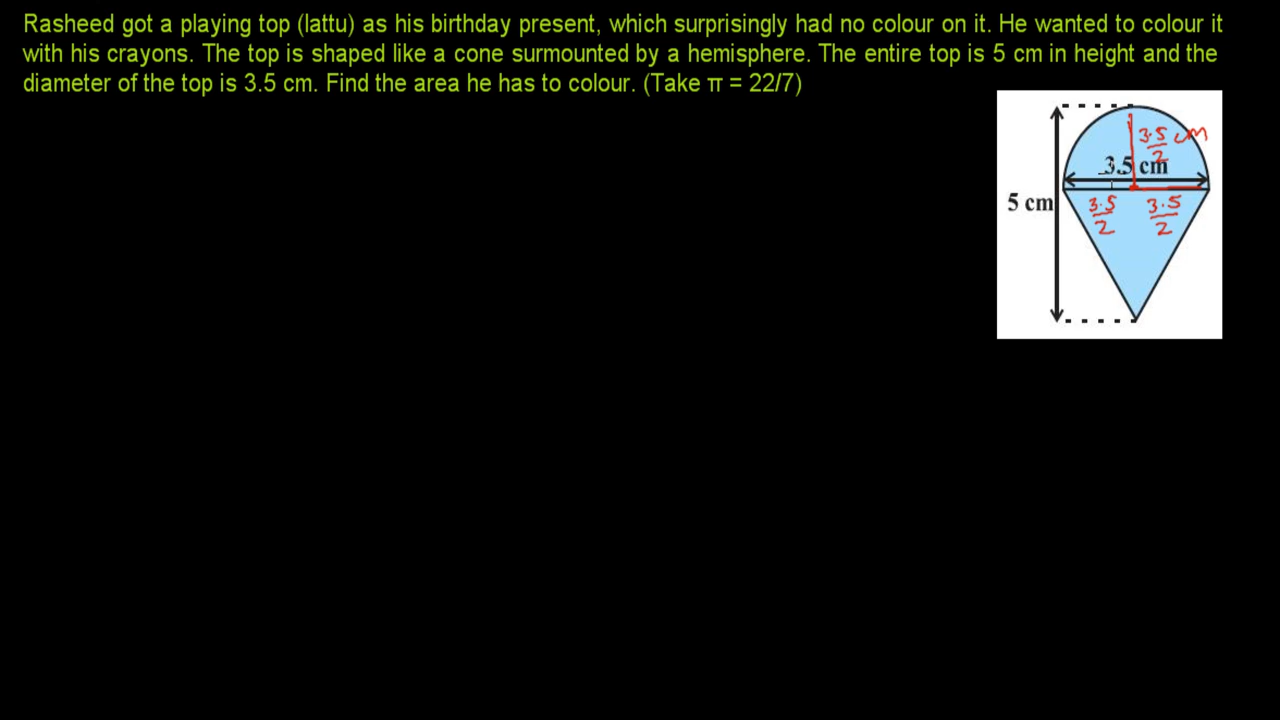 Rasheed got a playing top (lattu) as his birthday present, which surprisingly had no colour on it. He wanted to colour it
with his crayons. The top is shaped like a cone surmounted by a hemisphere. The entire top is 5 cm in height and the
diameter of the top is 3.5 cm. Find the area he has to colour. (Take π = 22/7)
3.5/2 cm
3.5 cm
5 cm
3.5/2 3.5/2